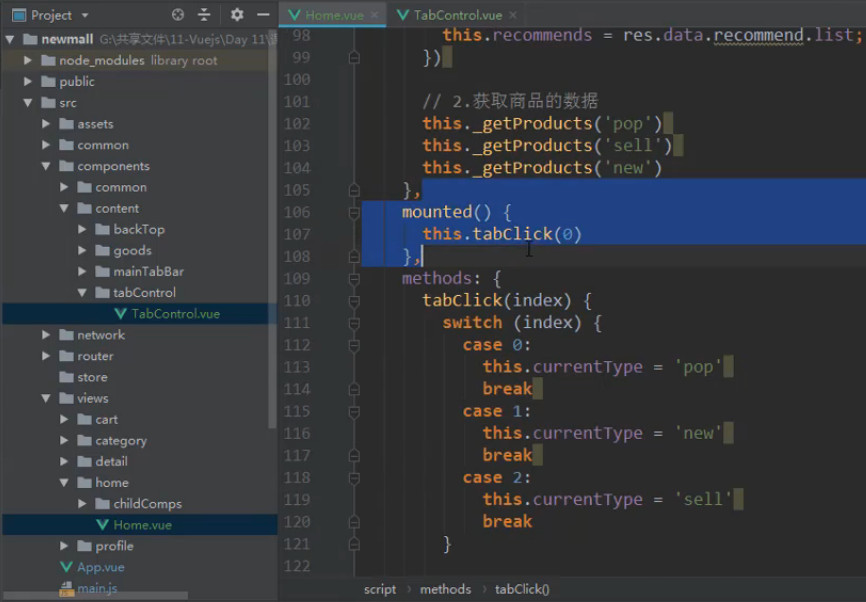 Project
Home.vue
TabControl.vue
newmall G:\共享文件\11-Vuejs\Day 11\
node_modules library root
public
src
assets
common
components
common
content
backTop
goods
mainTabBar
tabControl
TabControl.vue
network
router
store
views
cart
category
detail
home
childComps
Home.vue
profile
App.vue
main.js
98 this.recommends = res.data.recommend.list;
99 })
100
101 // 2.获取商品的数据
102 this._getProducts('pop')
103 this._getProducts('sell')
104 this._getProducts('new')
105 },
106 mounted() {
107 this.tabClick(0)
108 },
109 methods: {
110 tabClick(index) {
111 switch (index) {
112 case 0:
113 this.currentType = 'pop'
114 break
115 case 1:
116 this.currentType = 'new'
117 break
118 case 2:
119 this.currentType = 'sell'
120 break
121 }
122
script › methods › tabClick()